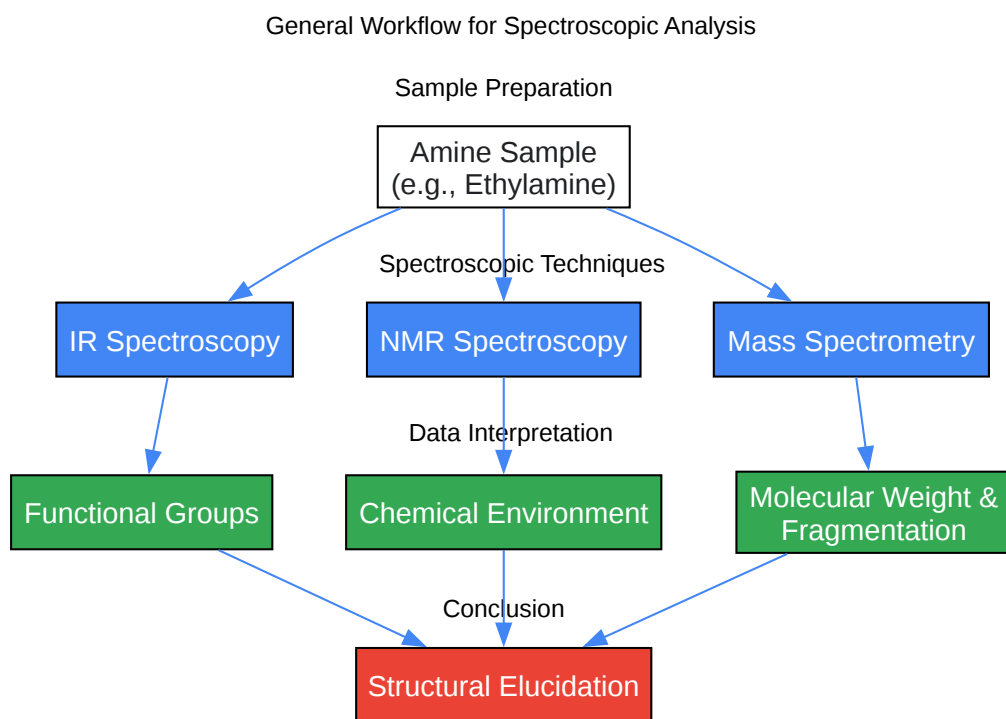 General Workflow for Spectroscopic Analysis
Sample Preparation
Amine Sample
(e.g., Ethylamine)
Spectroscopic Techniques
IR Spectroscopy
NMR Spectroscopy
Mass Spectrometry
Data Interpretation
Functional Groups
Chemical Environment
Molecular Weight &
Fragmentation
Conclusion
Structural Elucidation